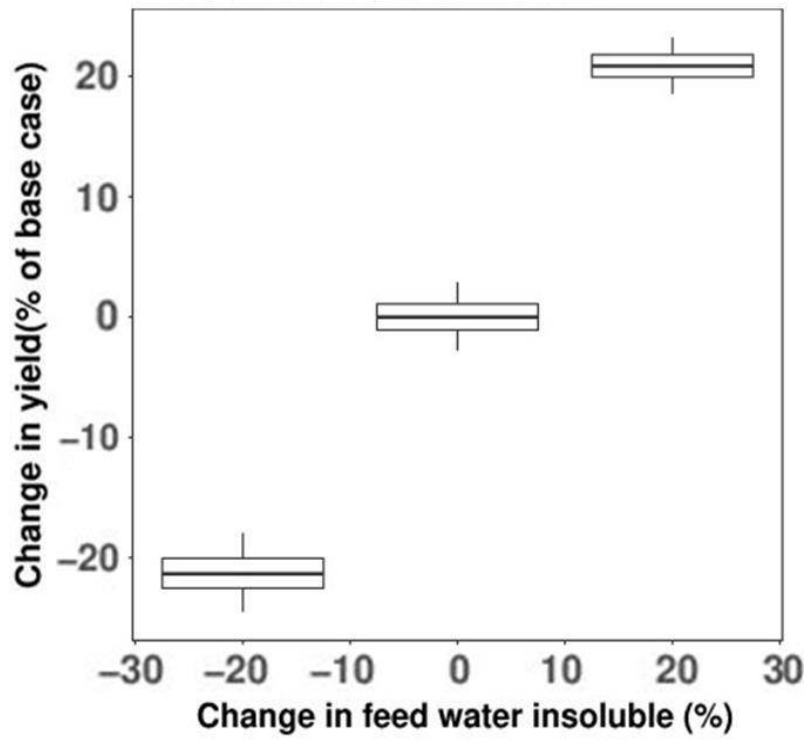 Change in yield(% of base case)
20
10
0
−10
−20
−30 −20 −10 0 10 20 30
Change in feed water insoluble (%)